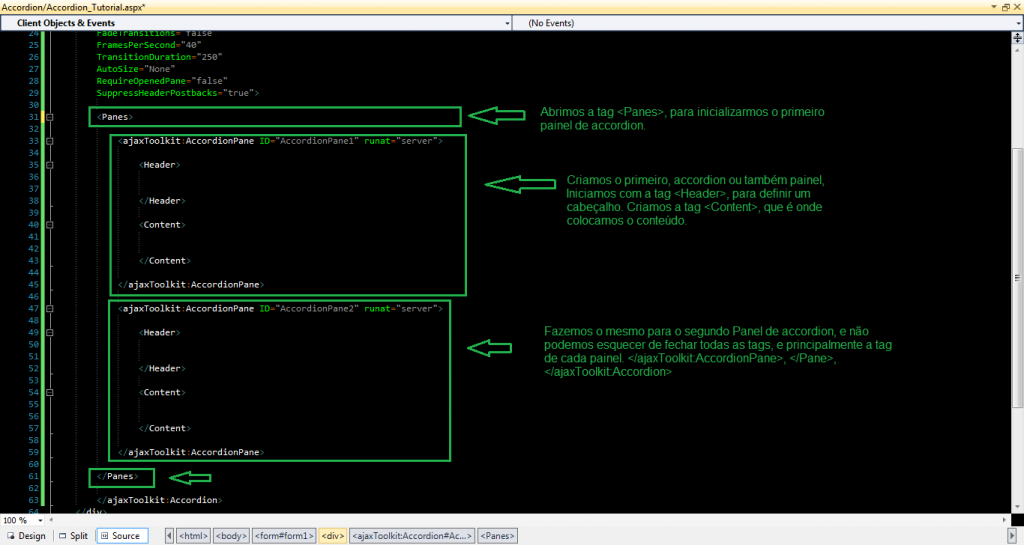 Accordion/Accordion_Tutorial.aspx*
Client Objects & Events
(No Events)
24 FadeTransitions="false"
25 FramesPerSecond="40"
26 TransitionDuration="250"
27 AutoSize="None"
28 RequireOpenedPane="false"
29 SuppressHeaderPostbacks="true">
30
31 <Panes>
Abrimos a tag <Panes>, para inicializarmos o primeiro
painel de accordion.
32
33 <ajaxToolkit:AccordionPane ID="AccordionPane1" runat="server">
34
35 <Header>
36
37
38 </Header>
39
40 <Content>
41
42
43 </Content>
44
45 </ajaxToolkit:AccordionPane>
Criamos o primeiro, accordion ou também painel,
Iniciamos com a tag <Header>, para definir um
cabeçalho. Criamos a tag <Content>, que é onde
colocamos o conteúdo.
46
47 <ajaxToolkit:AccordionPane ID="AccordionPane2" runat="server">
48
49 <Header>
50
51
52 </Header>
53
54 <Content>
55
56
57 </Content>
58
59 </ajaxToolkit:AccordionPane>
Fazemos o mesmo para o segundo Panel de accordion, e não
podemos esquecer de fechar todas as tags, e principalmente a tag
de cada painel. </ajaxToolkit:AccordionPane>, </Pane>,
</ajaxToolkit:Accordion>
60
61 </Panes>
62
63 </ajaxToolkit:Accordion>
64 </div>
100 %
Design
Split
Source
<html>
<body>
<form#form1>
<div>
<ajaxToolkit:Accordion#Ac...>
<Panes>